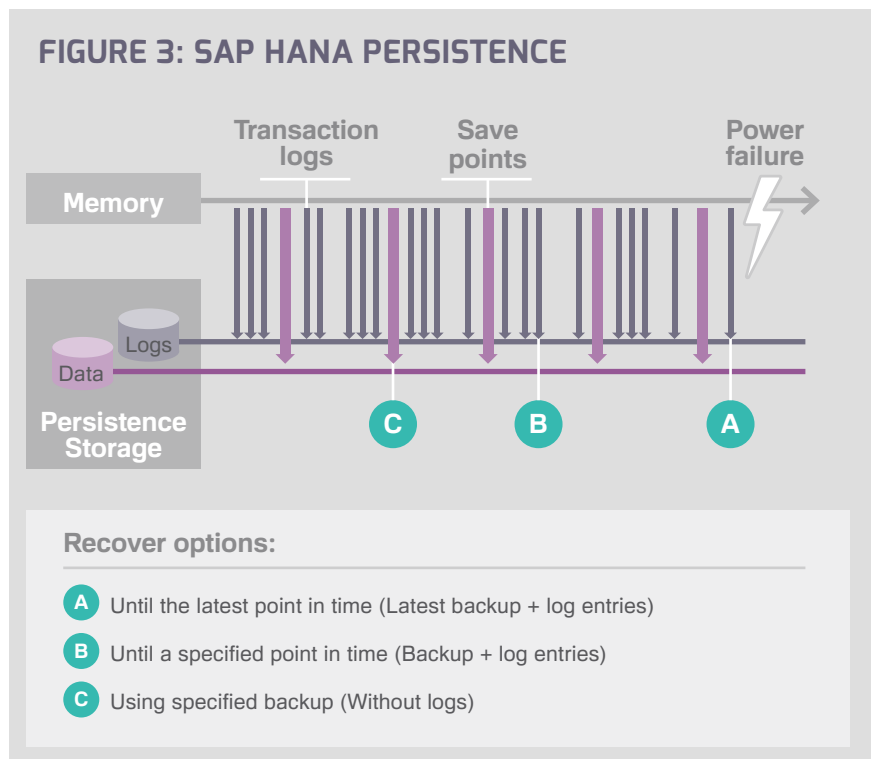 FIGURE 3: SAP HANA PERSISTENCE
Transaction
logs
Save
points
Power
failure
Memory
Logs
Data
Persistence
Storage
C
B
A
Recover options:
A Until the latest point in time (Latest backup + log entries)
B Until a specified point in time (Backup + log entries)
C Using specified backup (Without logs)